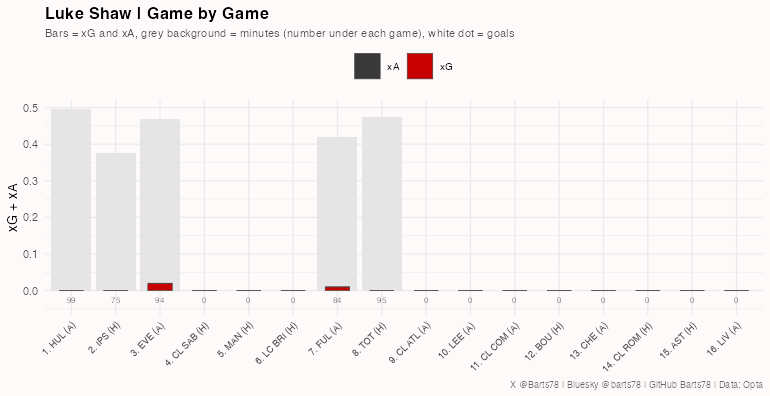 Luke Shaw | Game by Game
Bars = xG and xA, grey background = minutes (number under each game), white dot = goals
xA xG
xG + xA
0.5
0.4
0.3
0.2
0.1
0.0
99 75 94 0 0 0 84 95 0 0 0 0 0 0 0 0
1. HUL (A)
2. IPS (H)
3. EVE (A)
4. CL SAB (H)
5. MAN (H)
6. LC BRI (H)
7. FUL (A)
8. TOT (H)
9. CL ATL (A)
10. LEE (A)
11. CL COM (A)
12. BOU (H)
13. CHE (A)
14. CL ROM (H)
15. AST (H)
16. LIV (A)
X @Barts78 | Bluesky @barts78 | GitHub Barts78 | Data: Opta